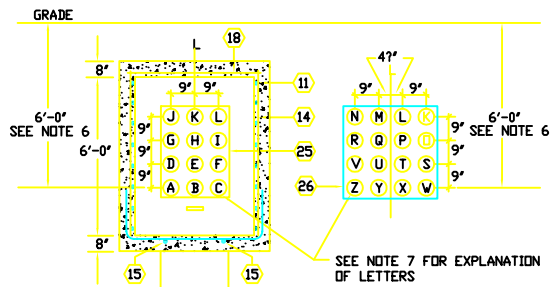 GRADE
L
18
4?"
8"
9" 9"
11
9" 9"
6'-0"
SEE NOTE 6
6'-0"
J K L
14
N M L K
6'-0"
SEE NOTE 6
9"
G H I
R Q P O
9"
9"
D E F
25
V U T S
9"
9"
A B C
26
Z Y X W
9"
8"
15
15
SEE NOTE 7 FOR EXPLANATION
OF LETTERS